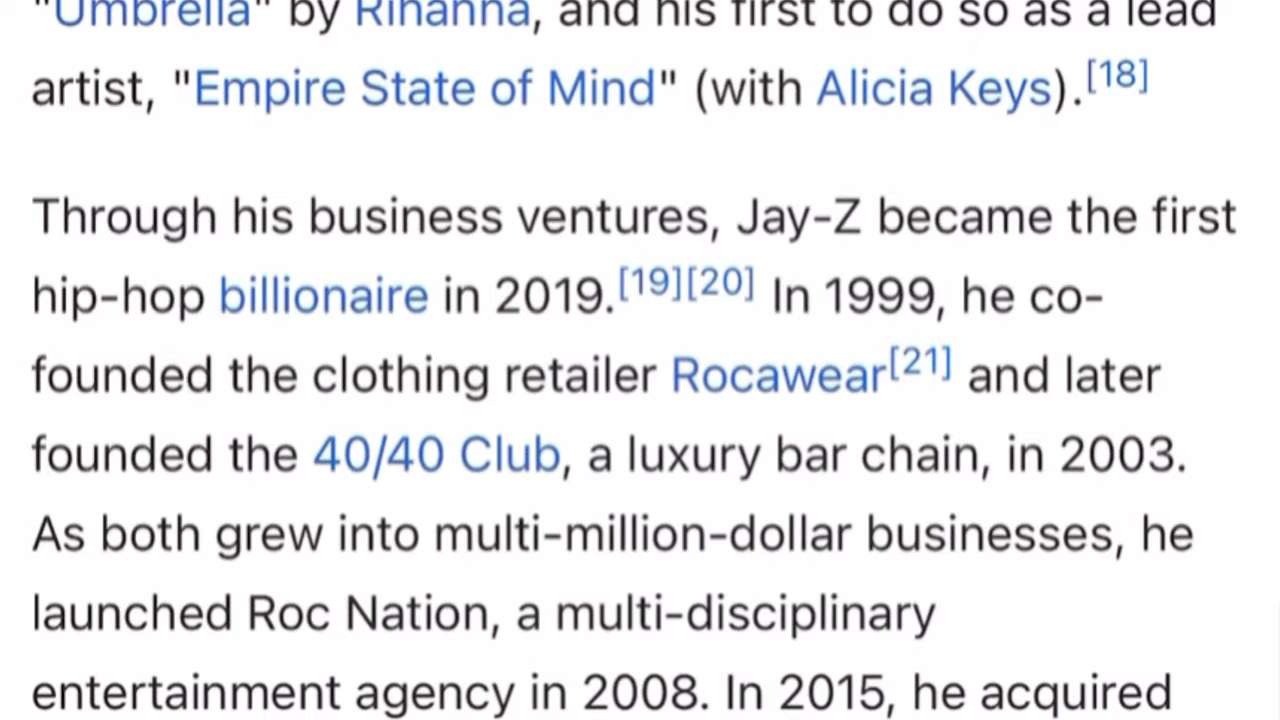 "Umbrella" by Rihanna, and his first to do so as a lead
artist, "Empire State of Mind" (with Alicia Keys).[18]
Through his business ventures, Jay-Z became the first
hip-hop billionaire in 2019.[19][20] In 1999, he co-
founded the clothing retailer Rocawear[21] and later
founded the 40/40 Club, a luxury bar chain, in 2003.
As both grew into multi-million-dollar businesses, he
launched Roc Nation, a multi-disciplinary
entertainment agency in 2008. In 2015, he acquired